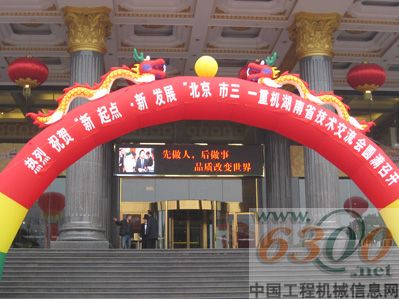 热烈 祝贺 "新 起点 · 新 发展 " 北京 市三 一重机湖南省技术交流会圆满召开
先做人，后做事
品质改变世界
6300
.net
中国工程机械信息网